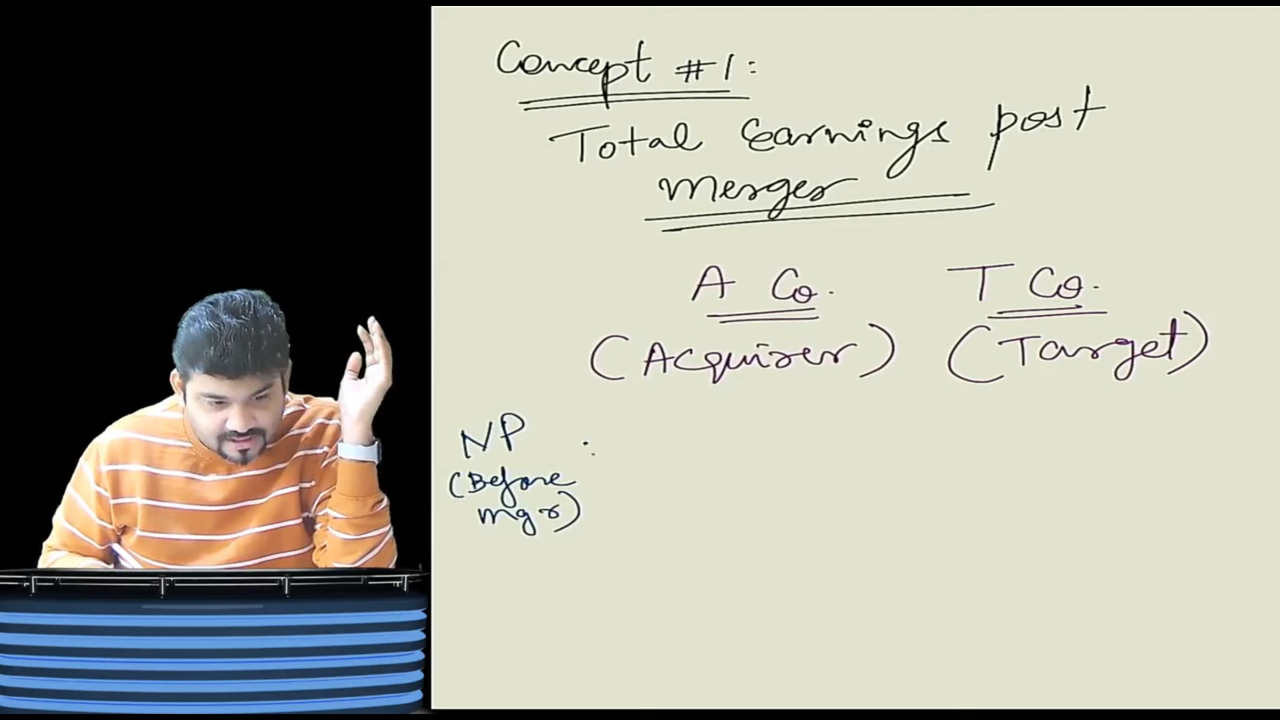 Concept #1:
Total earnings post
merger
A Co. T Co.
(Acquirer) (Target)
NP :
(Before
mgr)